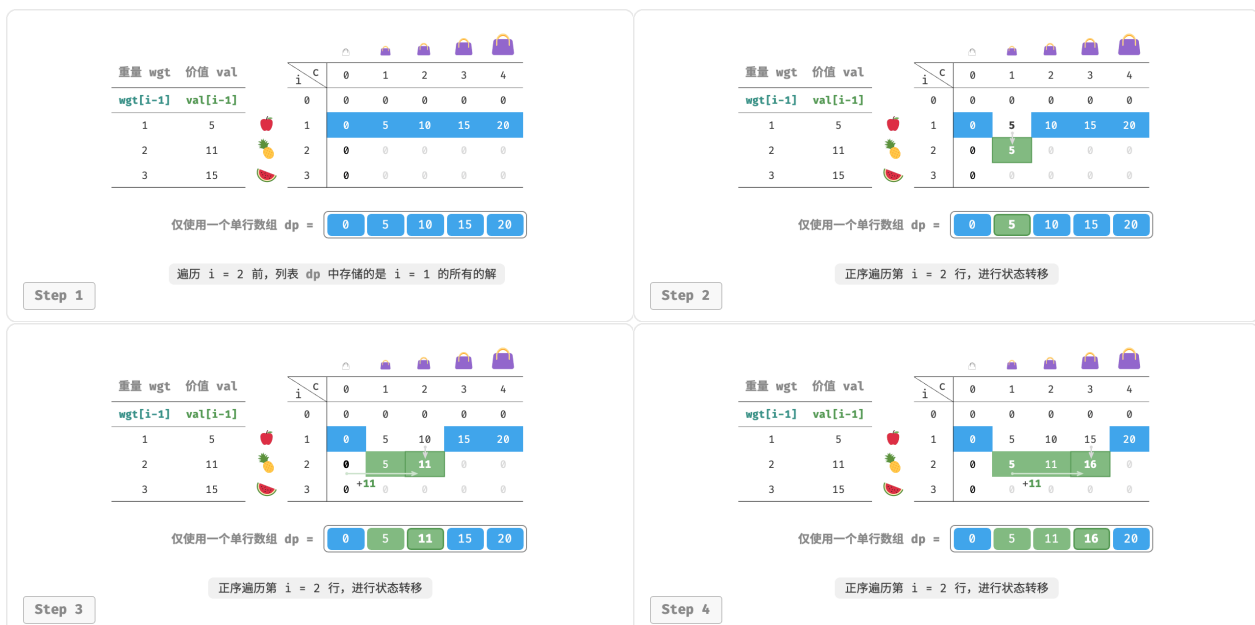 重量 wgt 价值 val i c 0 1 2 3 4
wgt[i-1] val[i-1] 0 0 0 0 0 0
1 5 1 0 5 10 15 20
2 11 2 0 0 0 0 0
3 15 3 0 0 0 0 0
仅使用一个单行数组 dp = 0 5 10 15 20
遍历 i = 2 前，列表 dp 中存储的是 i = 1 的所有的解
Step 1
重量 wgt 价值 val i c 0 1 2 3 4
wgt[i-1] val[i-1] 0 0 0 0 0 0
1 5 1 0 5 10 15 20
2 11 2 0 5 0 0 0
3 15 3 0 0 0 0 0
仅使用一个单行数组 dp = 0 5 10 15 20
正序遍历第 i = 2 行，进行状态转移
Step 2
重量 wgt 价值 val i c 0 1 2 3 4
wgt[i-1] val[i-1] 0 0 0 0 0 0
1 5 1 0 5 10 15 20
2 11 2 0 5 11 0 0
+11
3 15 3 0 0 0 0 0
仅使用一个单行数组 dp = 0 5 11 15 20
正序遍历第 i = 2 行，进行状态转移
Step 3
重量 wgt 价值 val i c 0 1 2 3 4
wgt[i-1] val[i-1] 0 0 0 0 0 0
1 5 1 0 5 10 15 20
2 11 2 0 5 11 16 0
+11
3 15 3 0 0 0 0 0
仅使用一个单行数组 dp = 0 5 11 16 20
正序遍历第 i = 2 行，进行状态转移
Step 4